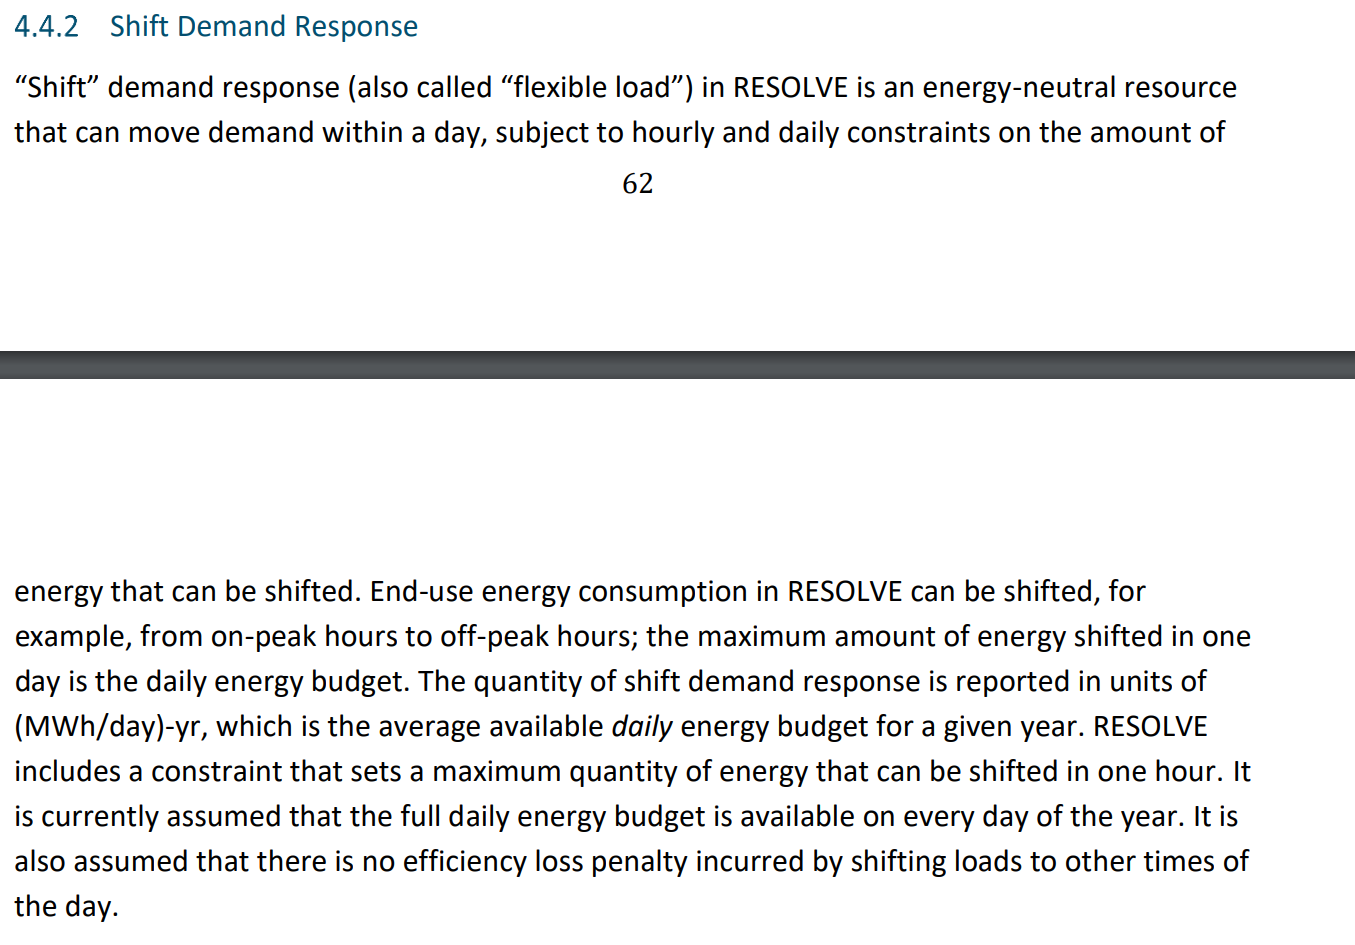 4.4.2 Shift Demand Response
“Shift” demand response (also called “flexible load”) in RESOLVE is an energy-neutral resource
that can move demand within a day, subject to hourly and daily constraints on the amount of
62
energy that can be shifted. End-use energy consumption in RESOLVE can be shifted, for
example, from on-peak hours to off-peak hours; the maximum amount of energy shifted in one
day is the daily energy budget. The quantity of shift demand response is reported in units of
(MWh/day)-yr, which is the average available daily energy budget for a given year. RESOLVE
includes a constraint that sets a maximum quantity of energy that can be shifted in one hour. It
is currently assumed that the full daily energy budget is available on every day of the year. It is
also assumed that there is no efficiency loss penalty incurred by shifting loads to other times of
the day.